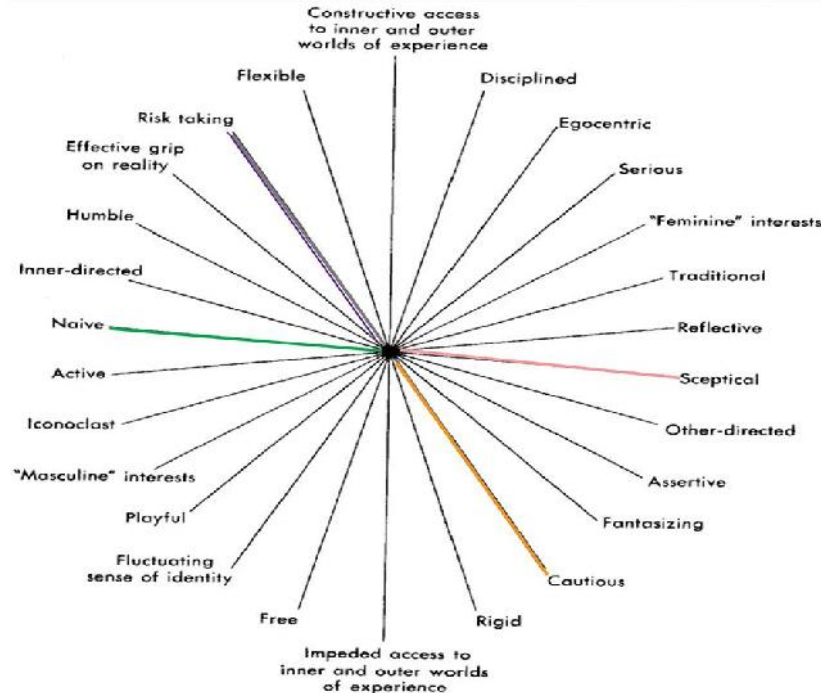 Constructive access
to inner and outer
worlds of experience
Flexible
Disciplined
Risk taking
Egocentric
Effective grip
on reality
Serious
Humble
"Feminine" interests
Inner-directed
Traditional
Naive
Reflective
Active
Sceptical
Iconoclast
Other-directed
"Masculine" interests
Assertive
Playful
Fantasizing
Fluctuating
sense of identity
Cautious
Free
Rigid
Impeded access to
inner and outer worlds
of experience